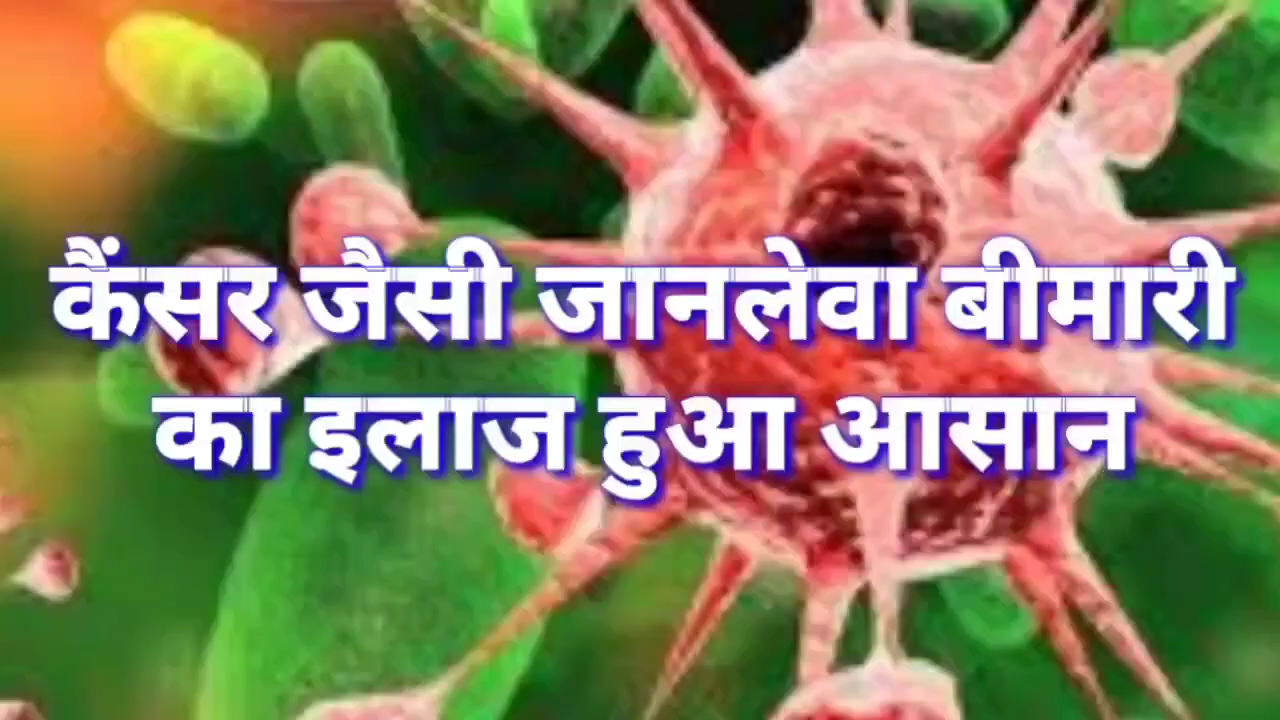 कैंसर जैसी जानलेवा बीमारी
का इलाज हुआ आसान